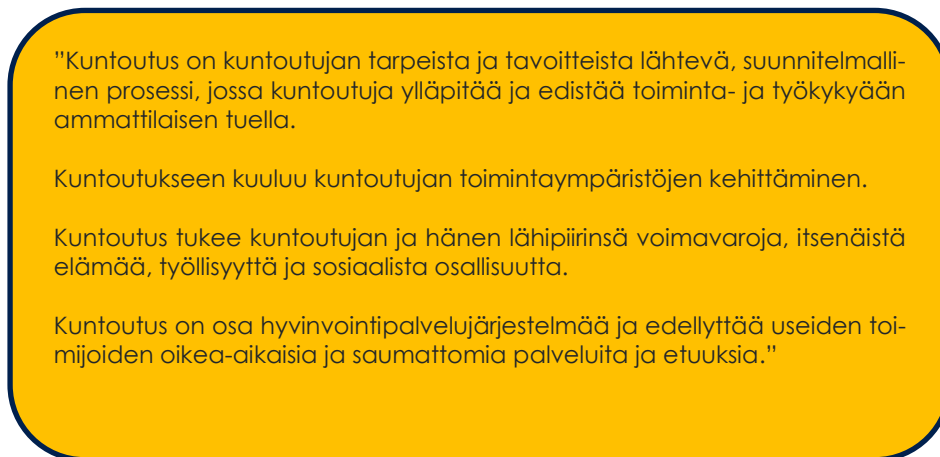 ”Kuntoutus on kuntoutujan tarpeista ja tavoitteista lähtevä, suunnitelmalli-
nen prosessi, jossa kuntoutuja ylläpitää ja edistää toiminta- ja työkykyään
ammattilaisen tuella.
Kuntoutukseen kuuluu kuntoutujan toimintaympäristöjen kehittäminen.
Kuntoutus tukee kuntoutujan ja hänen lähipiirinsä voimavaroja, itsenäistä
elämää, työllisyyttä ja sosiaalista osallisuutta.
Kuntoutus on osa hyvinvointipalvelujärjestelmää ja edellyttää useiden toi-
mijoiden oikea-aikaisia ja saumattomia palveluita ja etuuksia.”